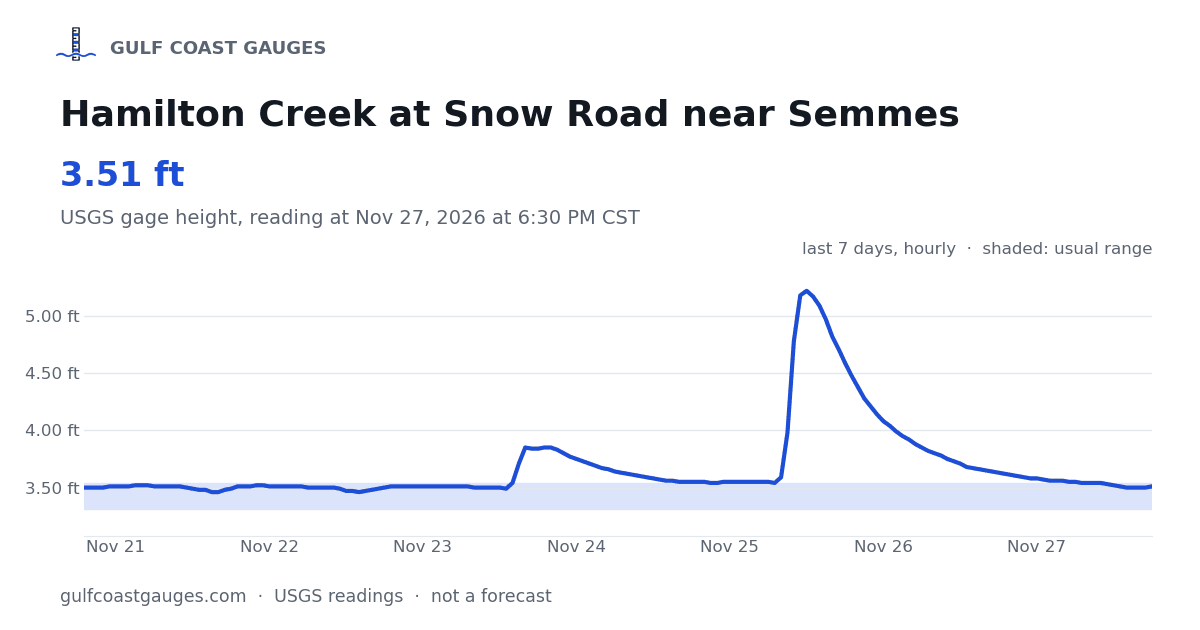 GULF COAST GAUGES
Hamilton Creek at Snow Road near Semmes
3.51 ft
USGS gage height, reading at Nov 27, 2026 at 6:30 PM CST
last 7 days, hourly · shaded: usual range
5.00 ft
4.50 ft
4.00 ft
3.50 ft
Nov 21 Nov 22 Nov 23 Nov 24 Nov 25 Nov 26 Nov 27
gulfcoastgauges.com · USGS readings · not a forecast